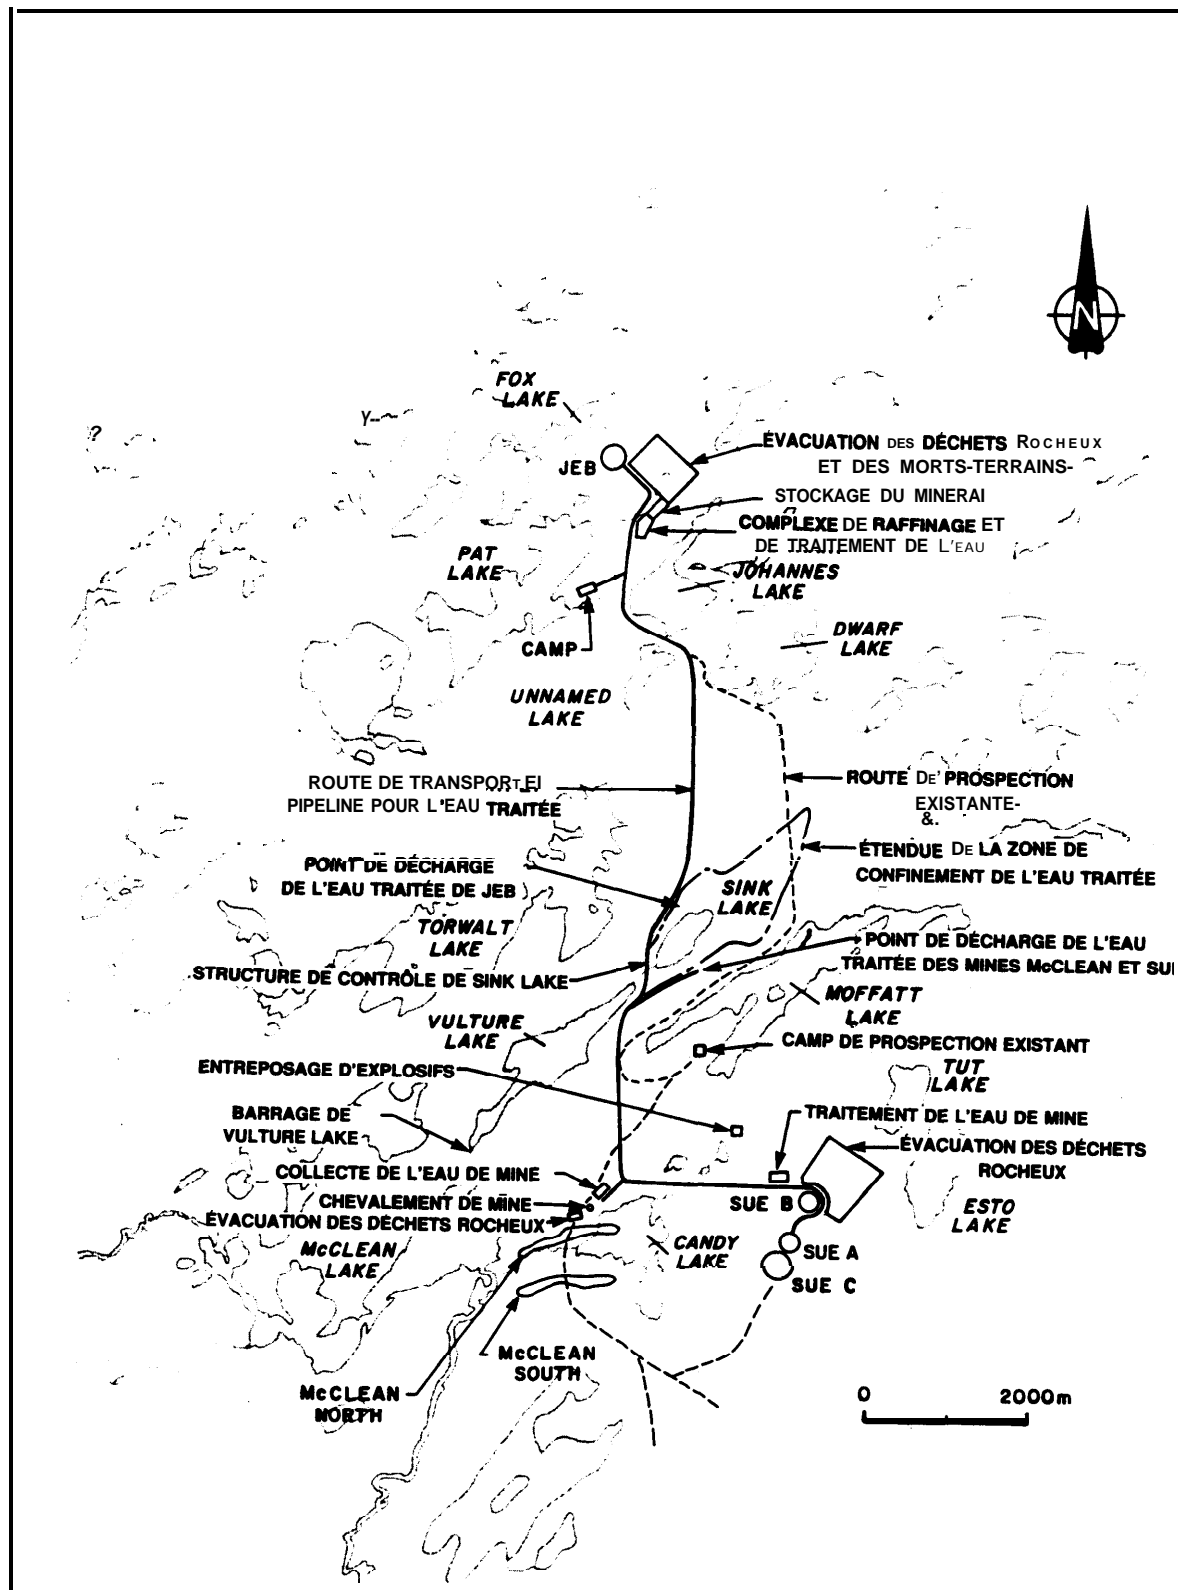 N
FOX
LAKE
Y
?
JEB
ÉVACUATION DES DÉCHETS ROCHEUX
ET DES MORTS-TERRAINS-
STOCKAGE DU MINERAI
COMPLEXE DE RAFFINAGE ET
DE TRAITEMENT DE L'EAU
PAT
LAKE
JOHANNES
LAKE
CAMP
DWARF
LAKE
UNNAMED
LAKE
ROUTE DE TRANSPORT EI
PIPELINE POUR L'EAU TRAITÉE
ROUTE De' PROSPECTION
EXISTANTE-
&.
POINT DE DÉCHARGE
DE L'EAU TRAITÉE DE JEB
ÉTENDUE De LA ZONE DE
CONFINEMENT DE L'EAU TRAITÉE
SINK
LAKE
TORWALT
LAKE
POINT DE DÉCHARGE DE L'EAU
TRAITÉE DES MINES McCLEAN ET SUI
STRUCTURE DE CONTRÔLE DE SINK LAKE
MOFFATT
LAKE
VULTURE
LAKE
CAMP DE PROSPECTION EXISTANT
TUT
LAKE
ENTREPOSAGE D'EXPLOSIFS
BARRAGE DE
VULTURE LAKE
TRAITEMENT DE L'EAU DE MINE
ÉVACUATION DES DÉCHETS
ROCHEUX
COLLECTE DE L'EAU DE MINE
CHEVALEMENT DE MINE
ÉVACUATION DES DÉCHETS ROCHEUX
SUE B
ESTO
LAKE
McCLEAN
LAKE
CANDY
LAKE
SUE A
SUE C
McCLEAN
SOUTH
McCLEAN
NORTH
0 2000m